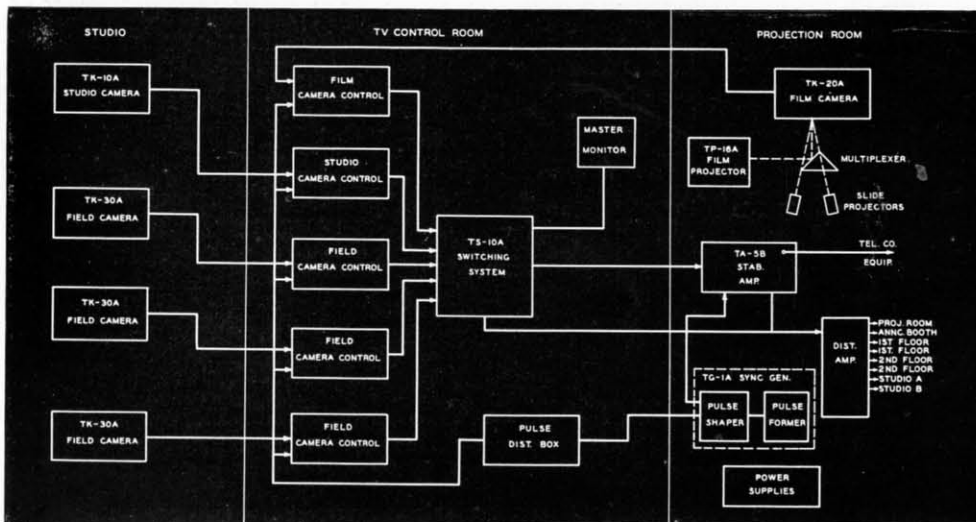 STUDIO
TV CONTROL ROOM
PROJECTION ROOM
TK-10A
STUDIO CAMERA
TK-30A
FIELD CAMERA
TK-30A
FIELD CAMERA
TK-30A
FIELD CAMERA
FILM
CAMERA CONTROL
STUDIO
CAMERA CONTROL
FIELD
CAMERA CONTROL
FIELD
CAMERA CONTROL
FIELD
CAMERA CONTROL
TS-10A
SWITCHING
SYSTEM
MASTER
MONITOR
PULSE
DIST. BOX
TK-20A
FILM CAMERA
TP-16A
FILM
PROJECTOR
MULTIPLEXER
SLIDE
PROJECTORS
TA-5B
STAB.
AMP.
TEL. CO.
EQUIP.
DIST.
AMP.
PROJ. ROOM
ANNC. BOOTH
1ST FLOOR
1ST. FLOOR
2ND FLOOR
2ND FLOOR
STUDIO A
STUDIO B
TG-1A SYNC GEN.
PULSE
SHAPER
PULSE
FORMER
POWER
SUPPLIES